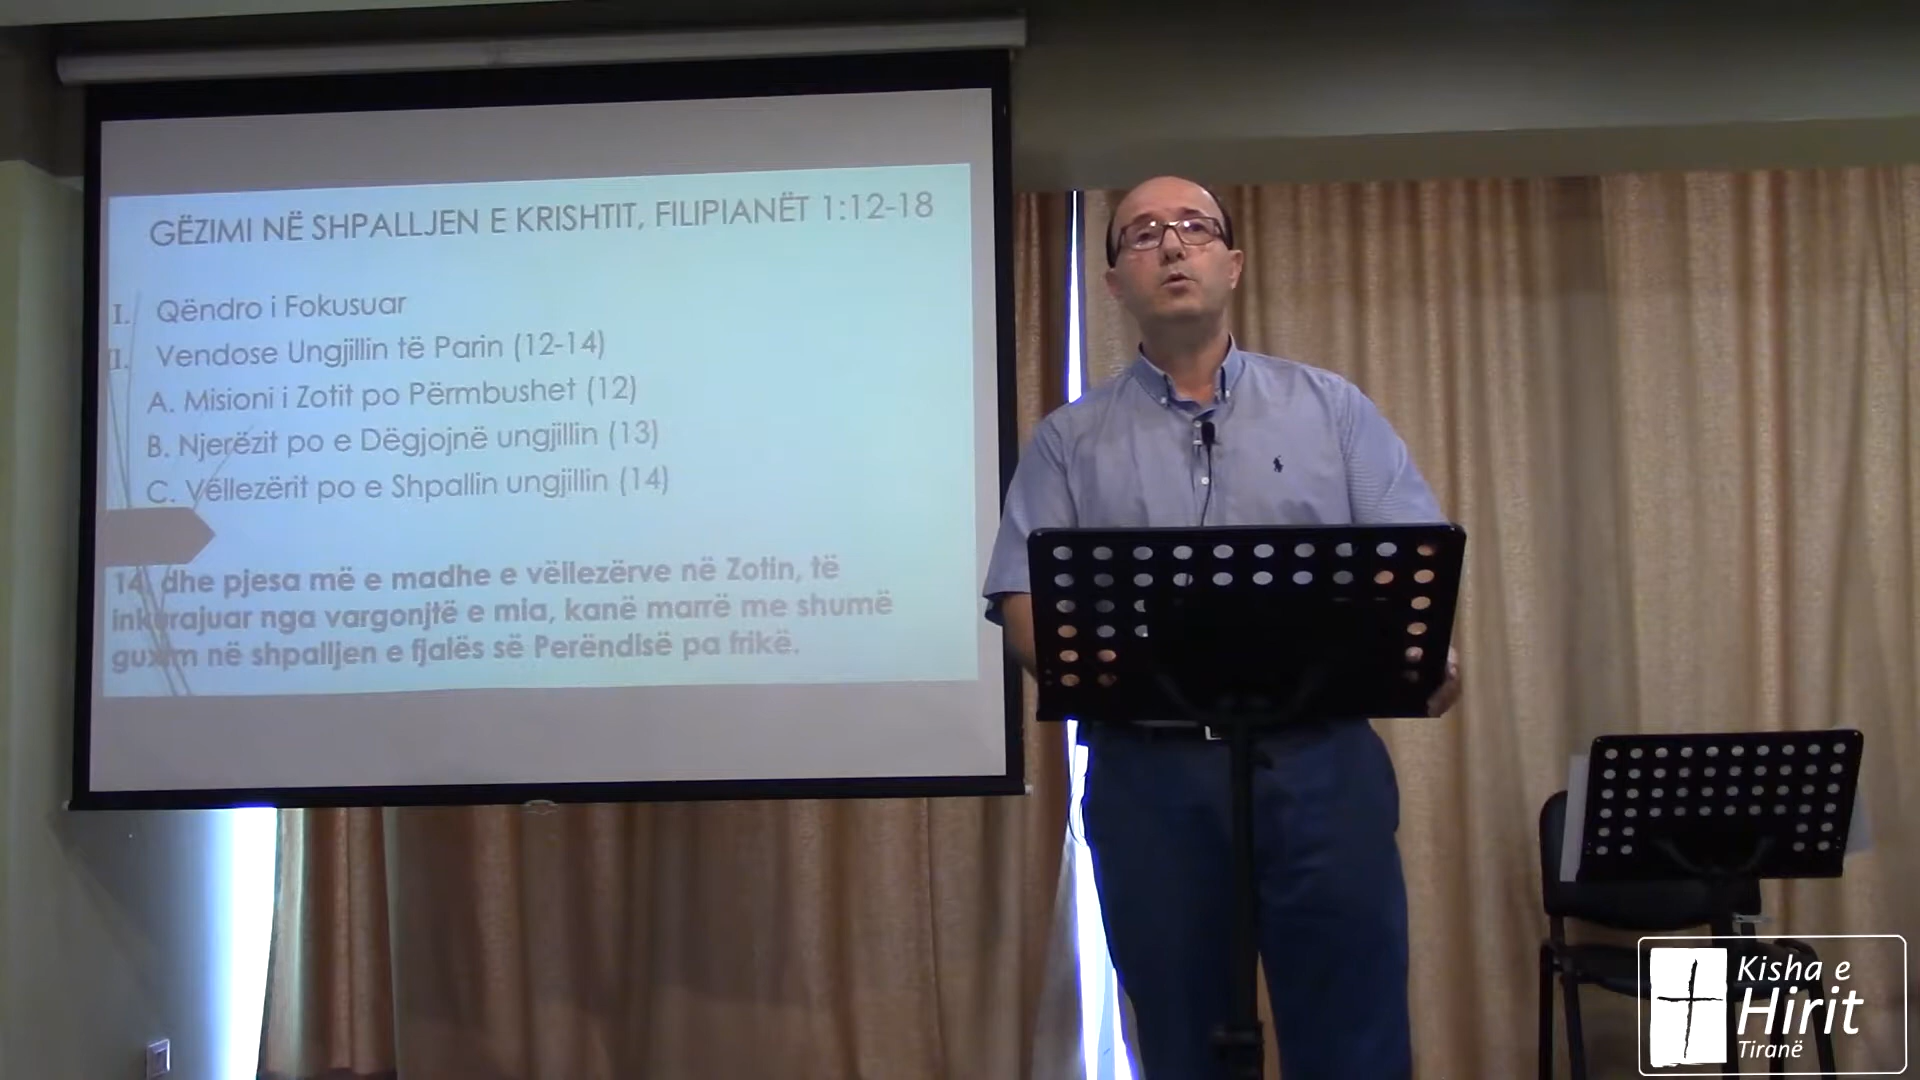 GËZIMI NË SHPALLJEN E KRISHTIT, FILIPIANËT 1:12-18
I. Qëndro i Fokusuar
II. Vendose Ungjillin të Parin (12-14)
A. Misioni i Zotit po Përmbushet (12)
B. Njerëzit po e Dëgjojnë ungjillin (13)
C. Vëllezërit po e Shpallin ungjillin (14)
14 dhe pjesa më e madhe e vëllezërve në Zotin, të
inkurajuar nga vargonjtë e mia, kanë marrë me shumë
guxim në shpalljen e fjalës së Perëndisë pa frikë.
Kisha e
Hirit
Tiranë